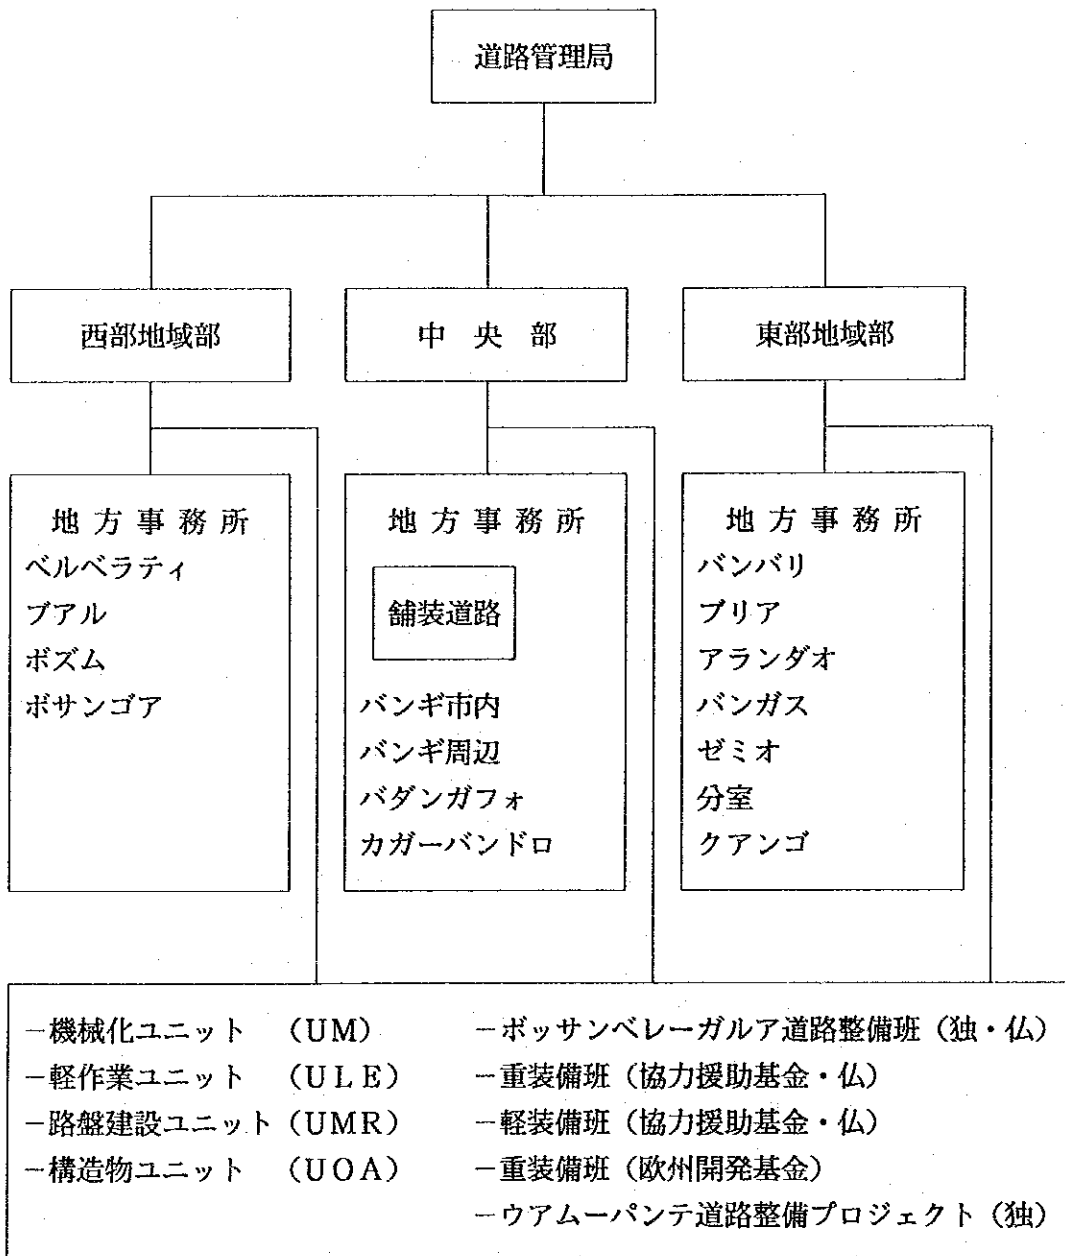 道路管理局
西部地域部
中央部
東部地域部
地方事務所
ベルベラティ
ブアル
ボズム
ボサンゴア
地方事務所
舗装道路
バンギ市内
バンギ周辺
バダンガフォ
カガーバンドロ
地方事務所
バンバリ
ブリア
アランダオ
バンガス
ゼミオ
分室
クアンゴ
－機械化ユニット （UM）
－軽作業ユニット （ULE）
－路盤建設ユニット （UMR）
－構造物ユニット （UOA）
－ボッサンベレーガルア道路整備班（独・仏）
－重装備班（協力援助基金・仏）
－軽装備班（協力援助基金・仏）
－重装備班（欧州開発基金）
－ウアムーパンテ道路整備プロジェクト（独）